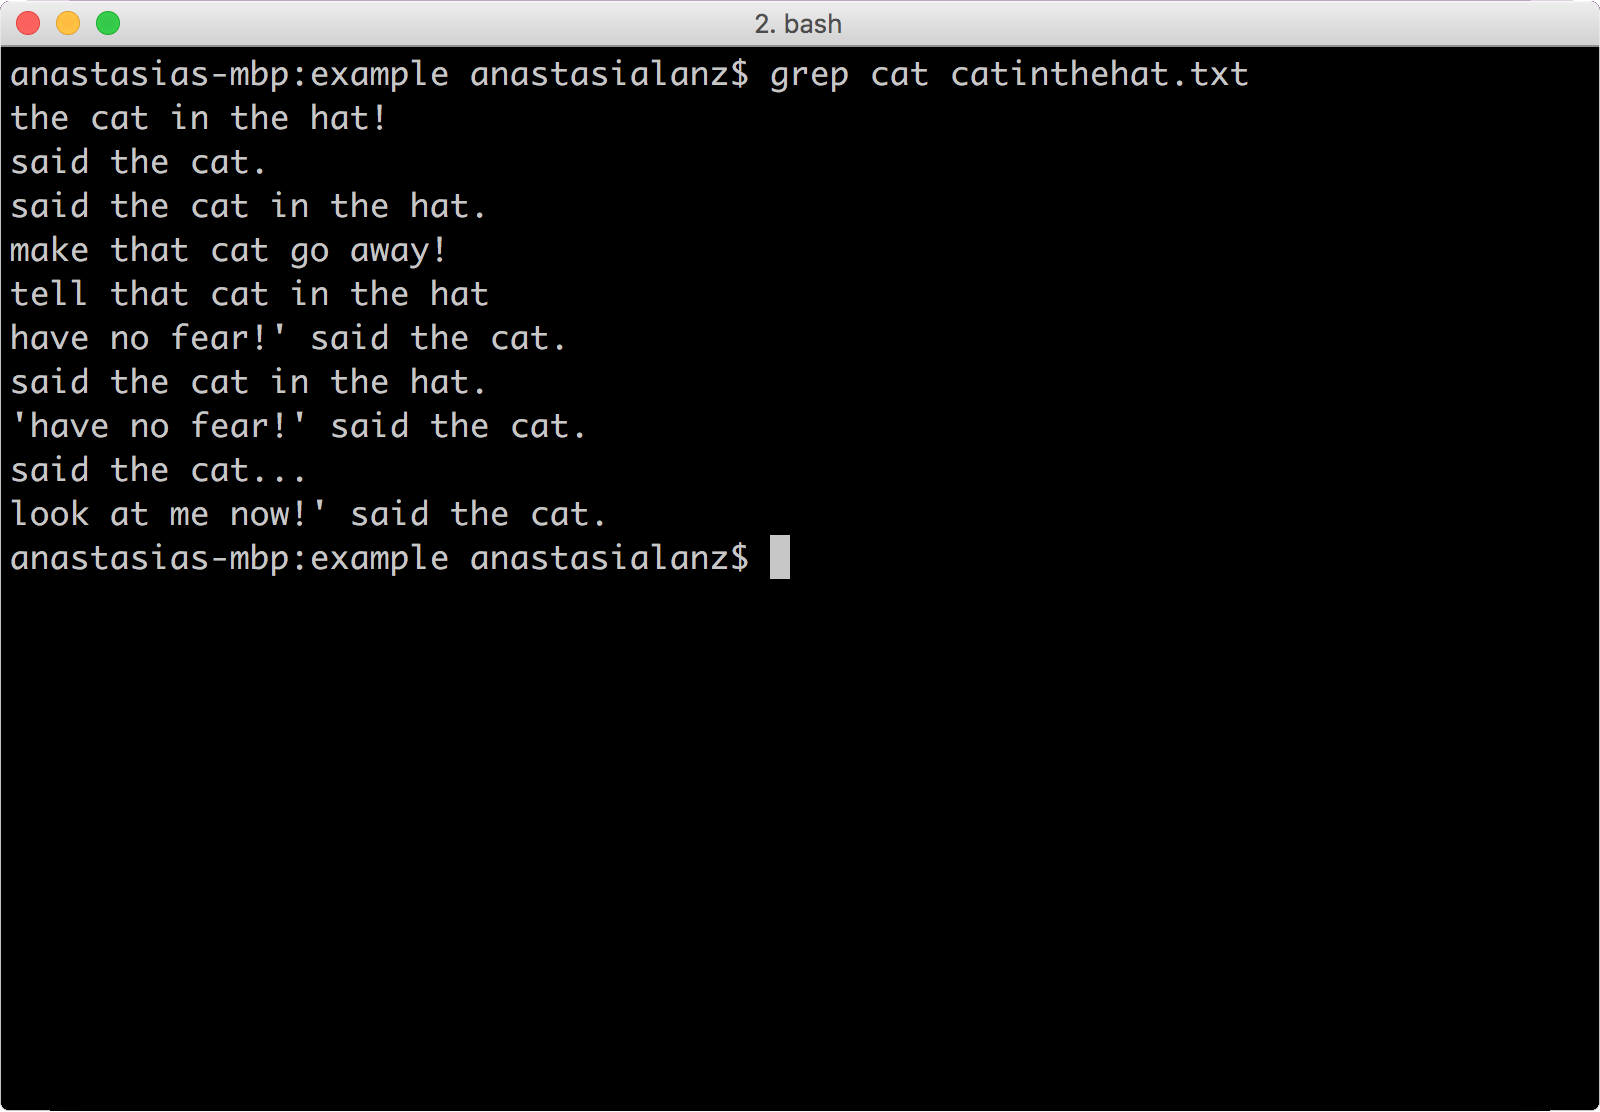 2. bash
anastasias-mbp:example anastasialanz$ grep cat catinthehat.txt
the cat in the hat!
said the cat.
said the cat in the hat.
make that cat go away!
tell that cat in the hat
have no fear!' said the cat.
said the cat in the hat.
'have no fear!' said the cat.
said the cat...
look at me now!' said the cat.
anastasias-mbp:example anastasialanz$